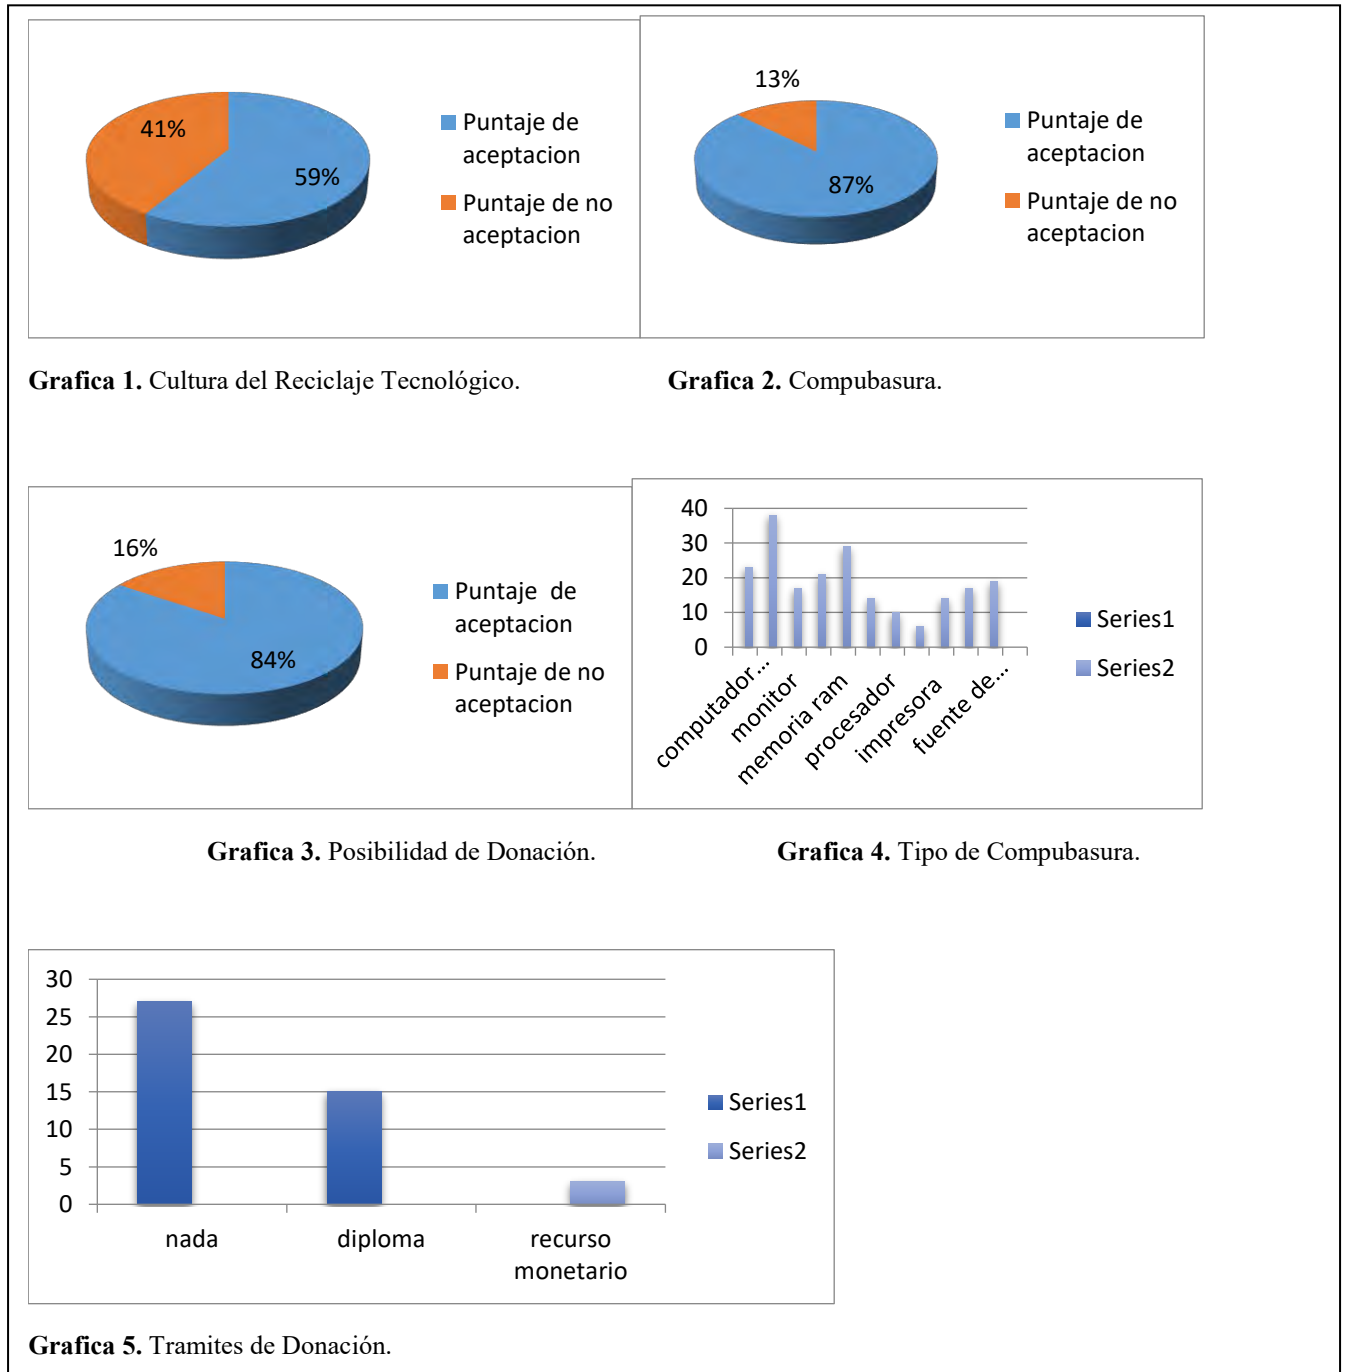 41%
59%
Puntaje de
aceptacion
Puntaje de no
aceptacion
13%
87%
Puntaje de
aceptacion
Puntaje de no
aceptacion
Grafica 1. Cultura del Reciclaje Tecnológico.
Grafica 2. Compubasura.
16%
84%
Puntaje de
aceptacion
Puntaje de no
aceptacion
40
30
20
10
0
computador...
monitor
memoria ram
procesador
impresora
fuente de...
Series1
Series2
Grafica 3. Posibilidad de Donación.
Grafica 4. Tipo de Compubasura.
30
25
20
15
10
5
0
nada
diploma
recurso
monetario
Series1
Series2
Grafica 5. Tramites de Donación.